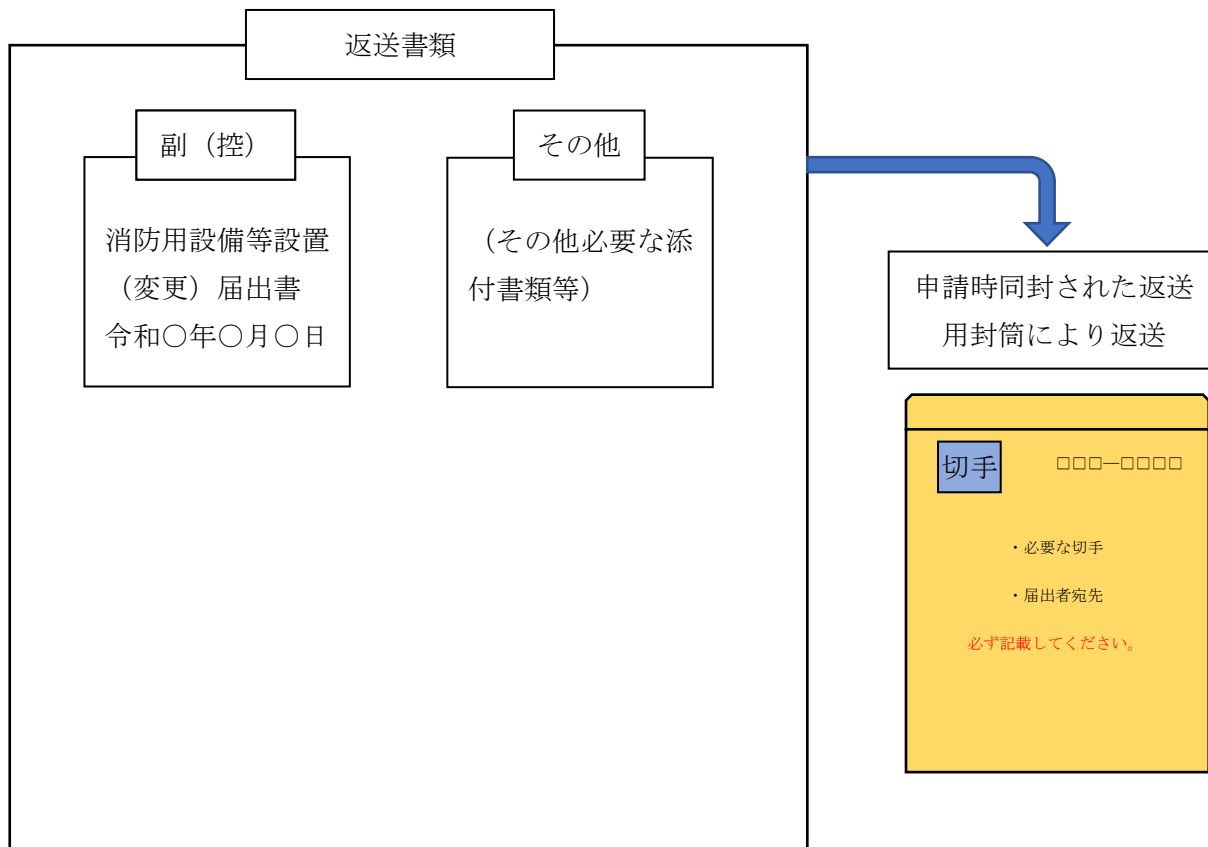 返送書類
副（控）
消防用設備等設置
（変更）届出書
令和○年○月○日
その他
（その他必要な添
付書類等）
申請時同封された返送
用封筒により返送
切手
□□□－□□□□
・必要な切手
・届出者宛先
必ず記載してください。